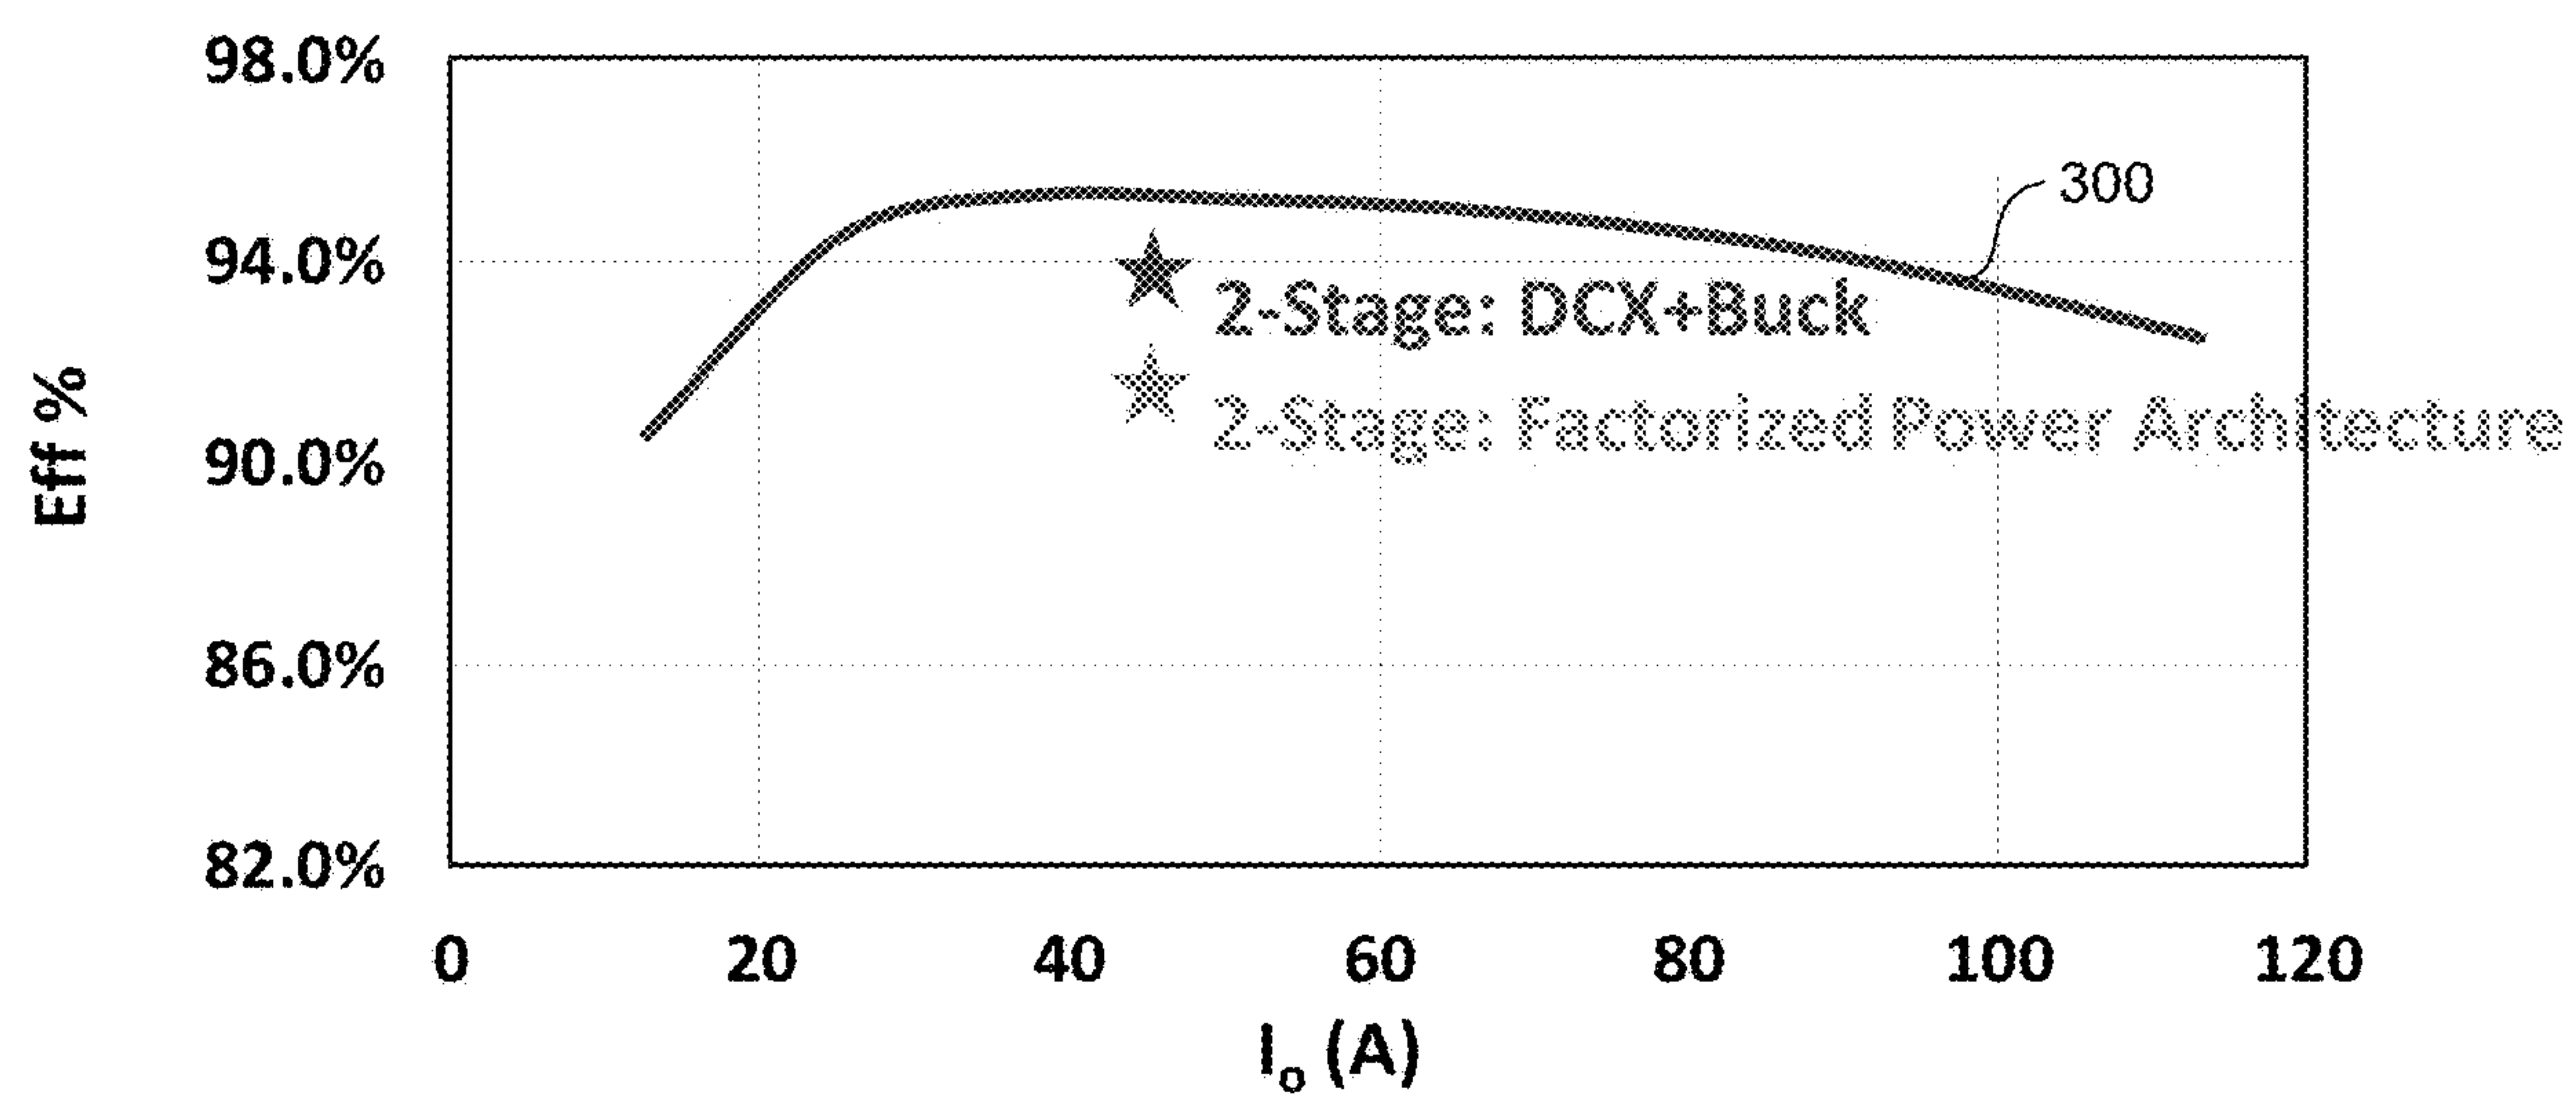 98.0%
300
94.0%
2-Stage: DCX+Buck
2-Stage: Factorized Power Architecture
Eff %
90.0%
86.0%
82.0%
0 20 40 60 80 100 120
Io (A)